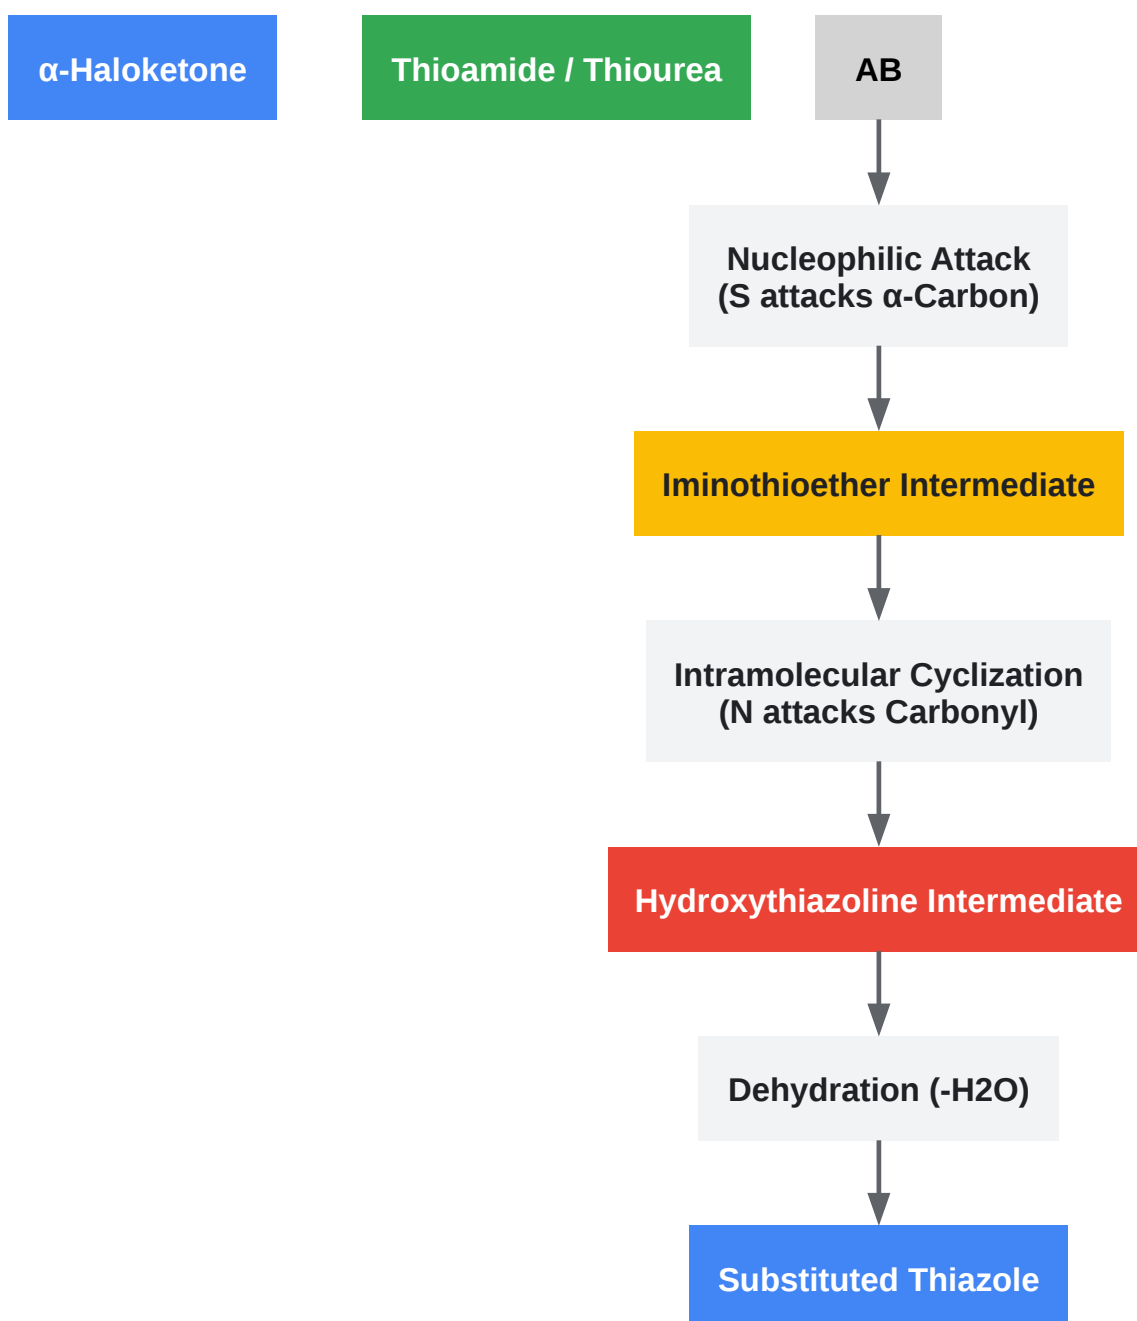 α-Haloketone
Thioamide / Thiourea
AB
Nucleophilic Attack
(S attacks α-Carbon)
Iminothioether Intermediate
Intramolecular Cyclization
(N attacks Carbonyl)
Hydroxythiazoline Intermediate
Dehydration (-H2O)
Substituted Thiazole